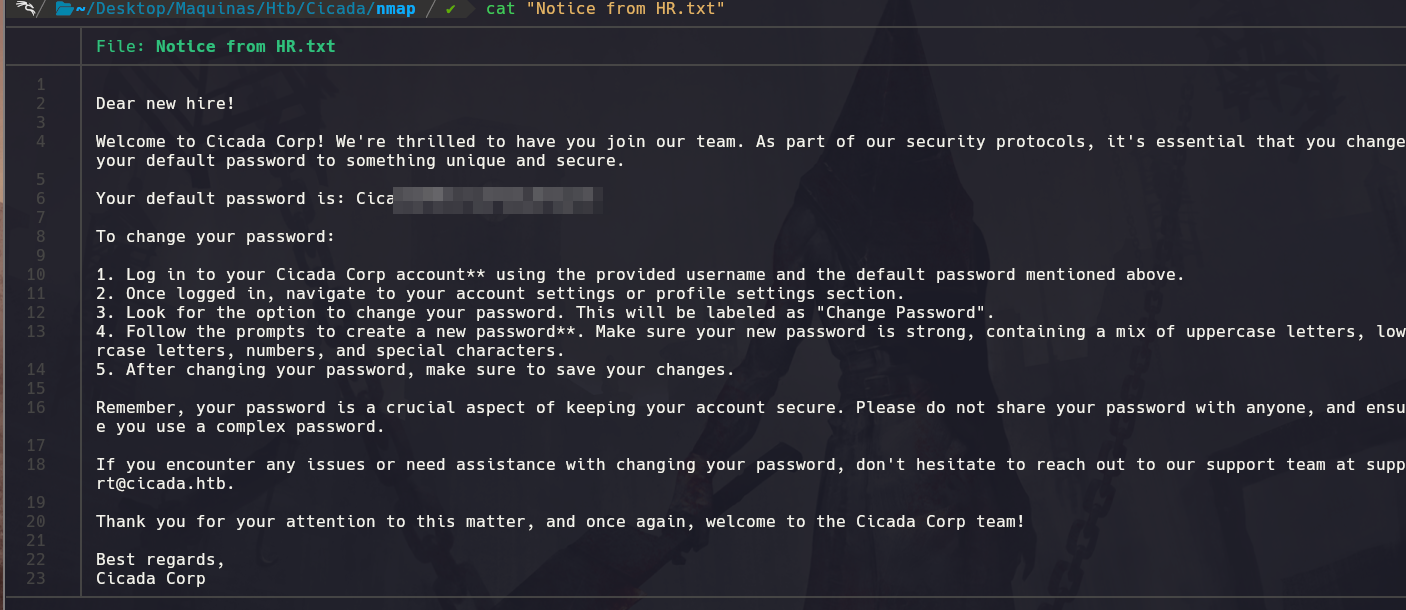 ~/Desktop/Maquinas/Htb/Cicada/nmap ✔ cat "Notice from HR.txt"
File: Notice from HR.txt
1
2 Dear new hire!
3
4 Welcome to Cicada Corp! We're thrilled to have you join our team. As part of our security protocols, it's essential that you change
your default password to something unique and secure.
5
6 Your default password is: Cica
7
8 To change your password:
9
10 1. Log in to your Cicada Corp account** using the provided username and the default password mentioned above.
11 2. Once logged in, navigate to your account settings or profile settings section.
12 3. Look for the option to change your password. This will be labeled as "Change Password".
13 4. Follow the prompts to create a new password**. Make sure your new password is strong, containing a mix of uppercase letters, low
rcase letters, numbers, and special characters.
14 5. After changing your password, make sure to save your changes.
15
16 Remember, your password is a crucial aspect of keeping your account secure. Please do not share your password with anyone, and ensu
e you use a complex password.
17
18 If you encounter any issues or need assistance with changing your password, don't hesitate to reach out to our support team at supp
rt@cicada.htb.
19
20 Thank you for your attention to this matter, and once again, welcome to the Cicada Corp team!
21
22 Best regards,
23 Cicada Corp